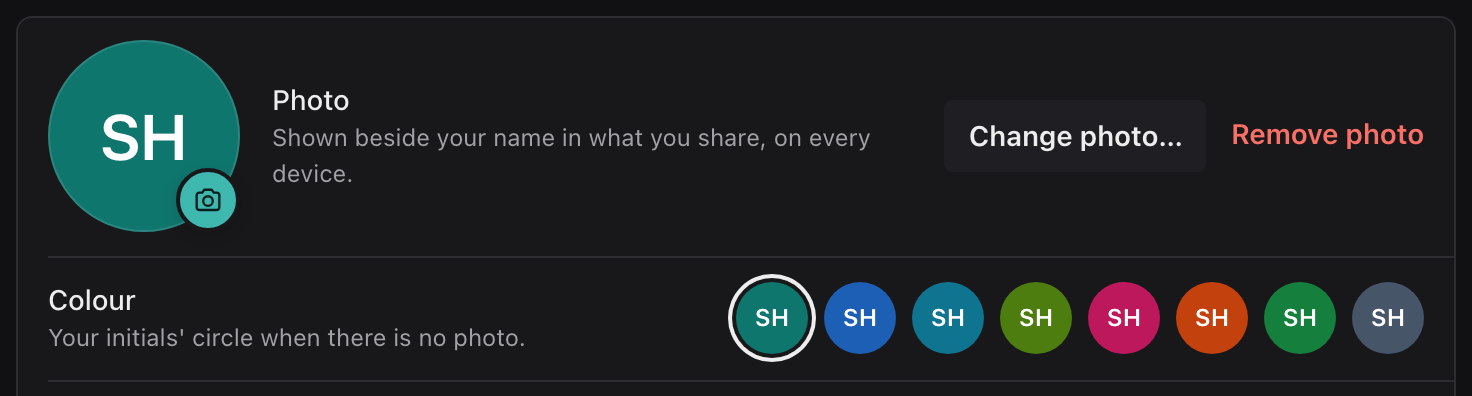 SH
Photo
Shown beside your name in what you share, on every
device.
Change photo...
Remove photo
Colour
Your initials' circle when there is no photo.
SH SH SH SH SH SH SH SH